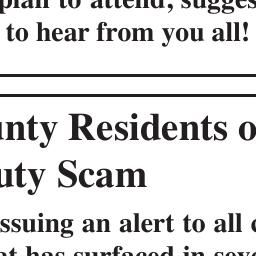 plan to attend, sugges
to hear from you all!
unty Residents o
uty Scam
ssuing an alert to all c
at has surfaced in seve